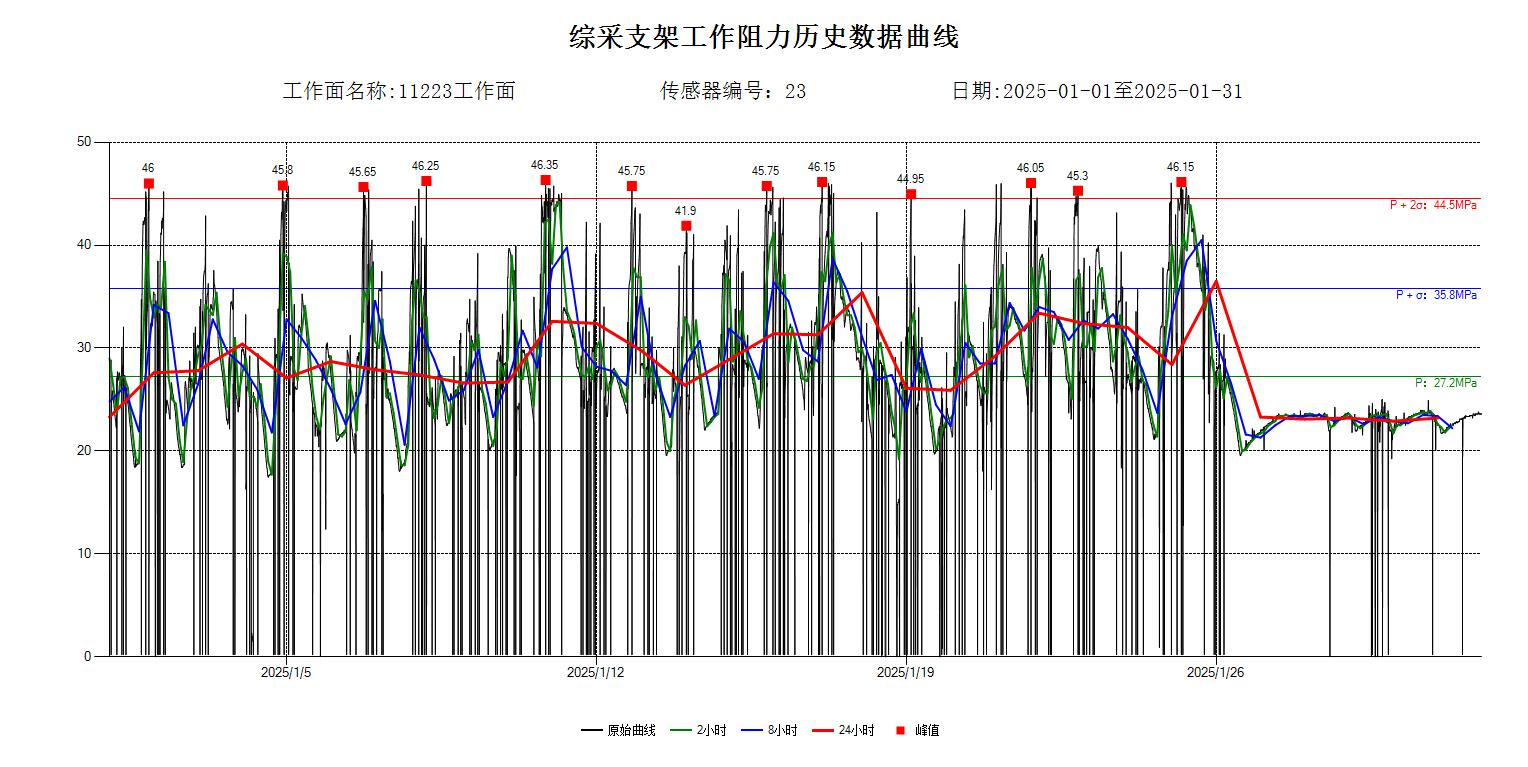 综采支架工作阻力历史数据曲线
工作面名称:11223工作面 传感器编号：23 日期:2025-01-01至2025-01-31
50
46 45.8 45.65 46.25 46.35 45.75 41.9 45.75 46.15 44.95 46.05 45.3 46.15
P + 2σ：44.5MPa
40
P + σ：35.8MPa
30
P：27.2MPa
20
10
0
2025/1/5 2025/1/12 2025/1/19 2025/1/26
原始曲线 2小时 8小时 24小时 峰值